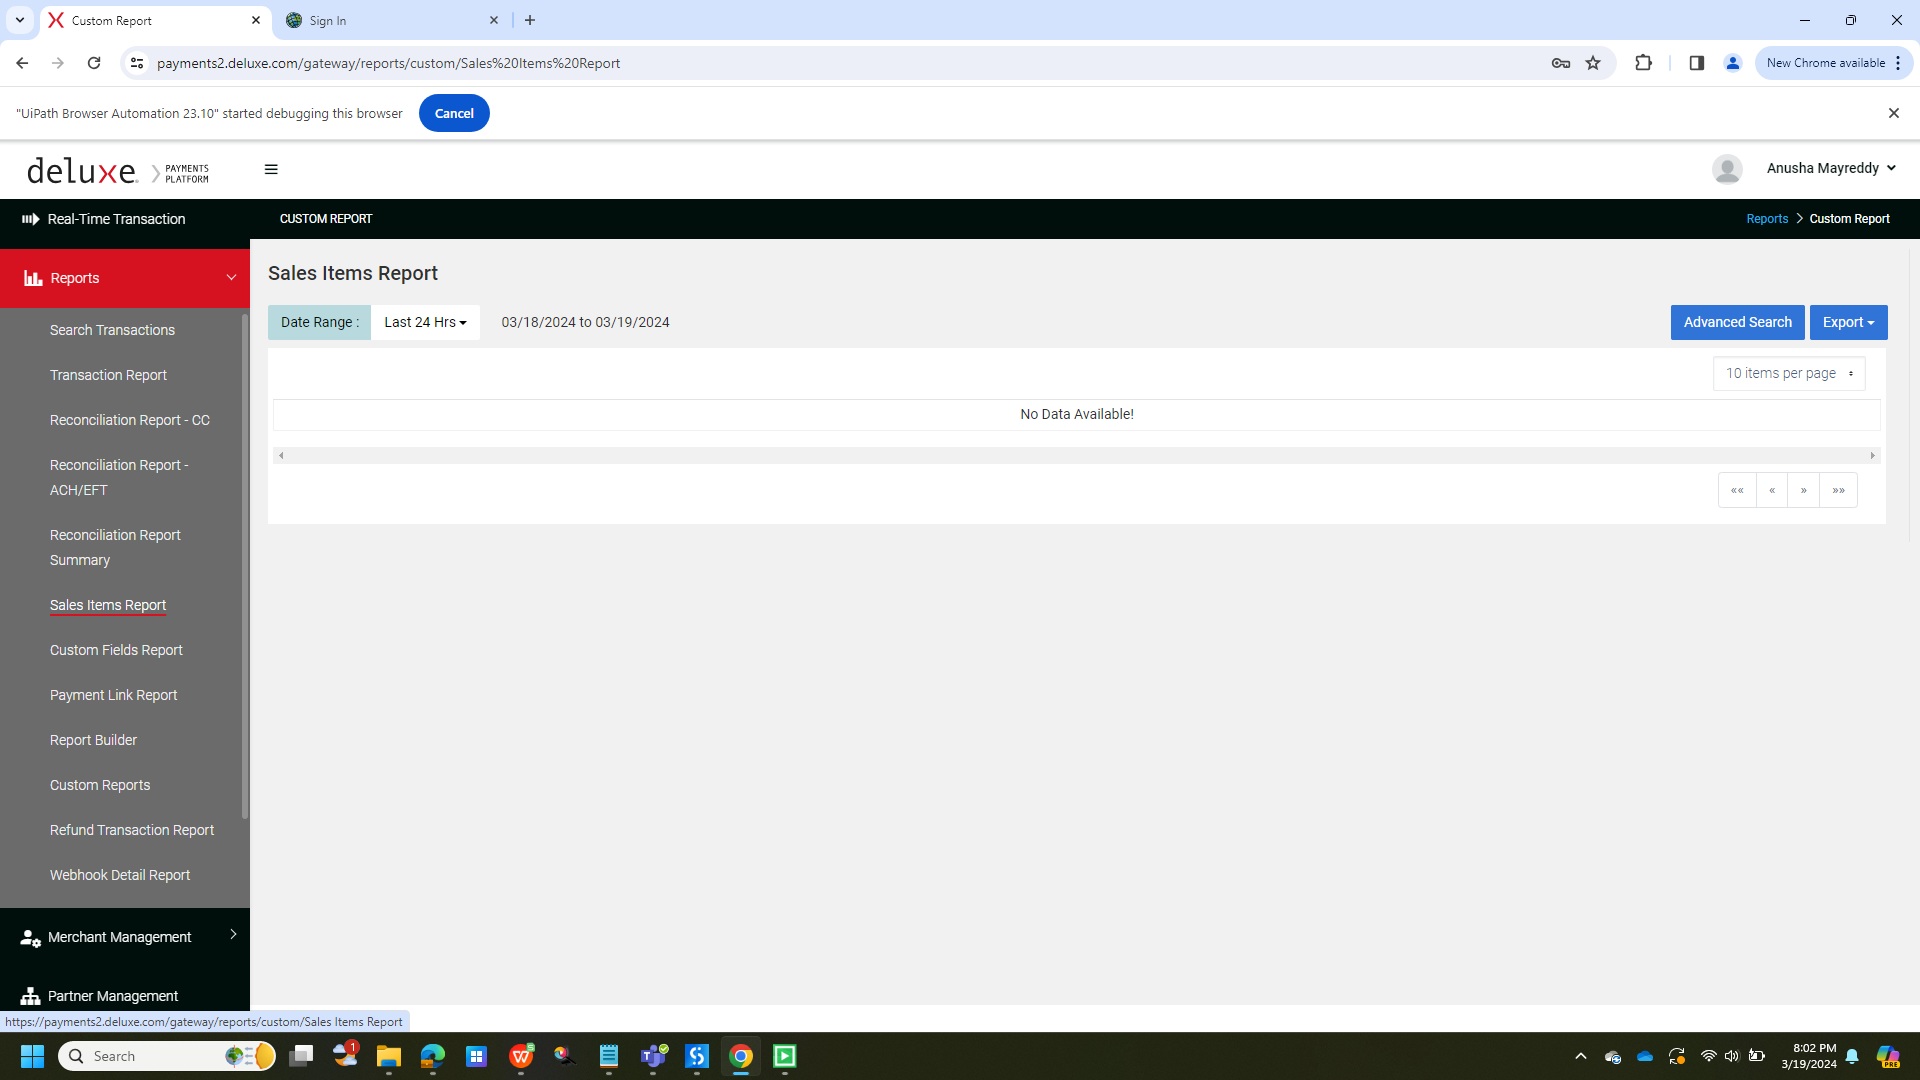 Custom Report
Sign In
payments2.deluxe.com/gateway/reports/custom/Sales%20Items%20Report
New Chrome available
"UiPath Browser Automation 23.10" started debugging this browser
Cancel
deluxe. PAYMENTS
PLATFORM
Anusha Mayreddy
Real-Time Transaction
CUSTOM REPORT
Reports > Custom Report
Reports
Sales Items Report
Date Range :
Last 24 Hrs
03/18/2024 to 03/19/2024
Advanced Search
Export
Search Transactions
Transaction Report
Reconciliation Report - CC
Reconciliation Report -
ACH/EFT
Reconciliation Report
Summary
Sales Items Report
Custom Fields Report
Payment Link Report
Report Builder
Custom Reports
Refund Transaction Report
Webhook Detail Report
10 items per page
No Data Available!
«« « » »»
Merchant Management
Partner Management
https://payments2.deluxe.com/gateway/reports/custom/Sales Items Report
Search
1
8:02 PM
3/19/2024
PRE